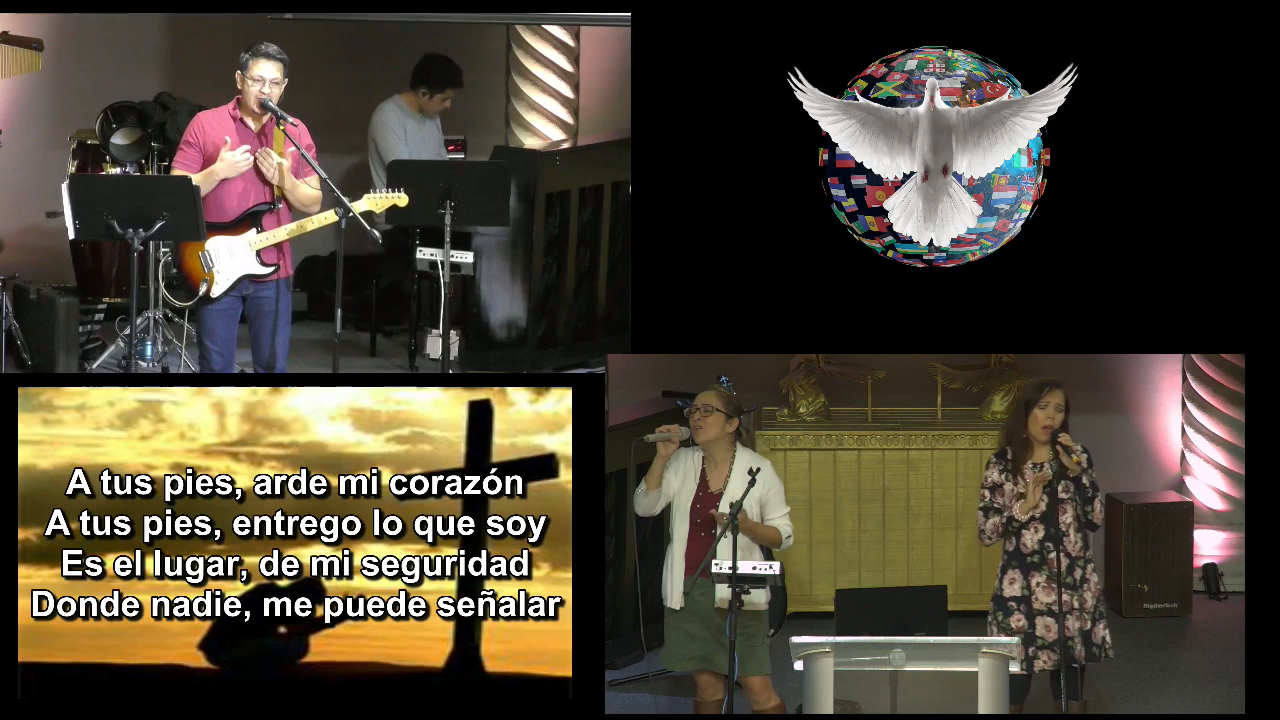 A tus pies, arde mi corazón
A tus pies, entrego lo que soy
Es el lugar, de mi seguridad
Donde nadie, me puede señalar
RhythmTech